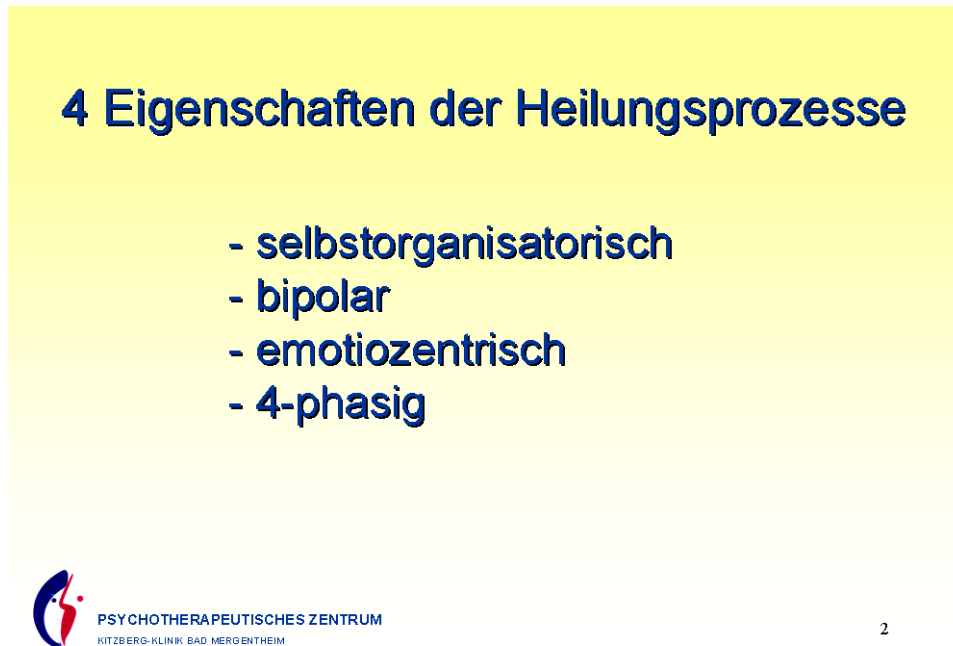 4 Eigenschaften der Heilungsprozesse
- selbstorganisatorisch
- bipolar
- emotiozentrisch
- 4-phasig
PSYCHOTHERAPEUTISCHES ZENTRUM
KITZBERG-KLINIK BAD MERGENTHEIM
2